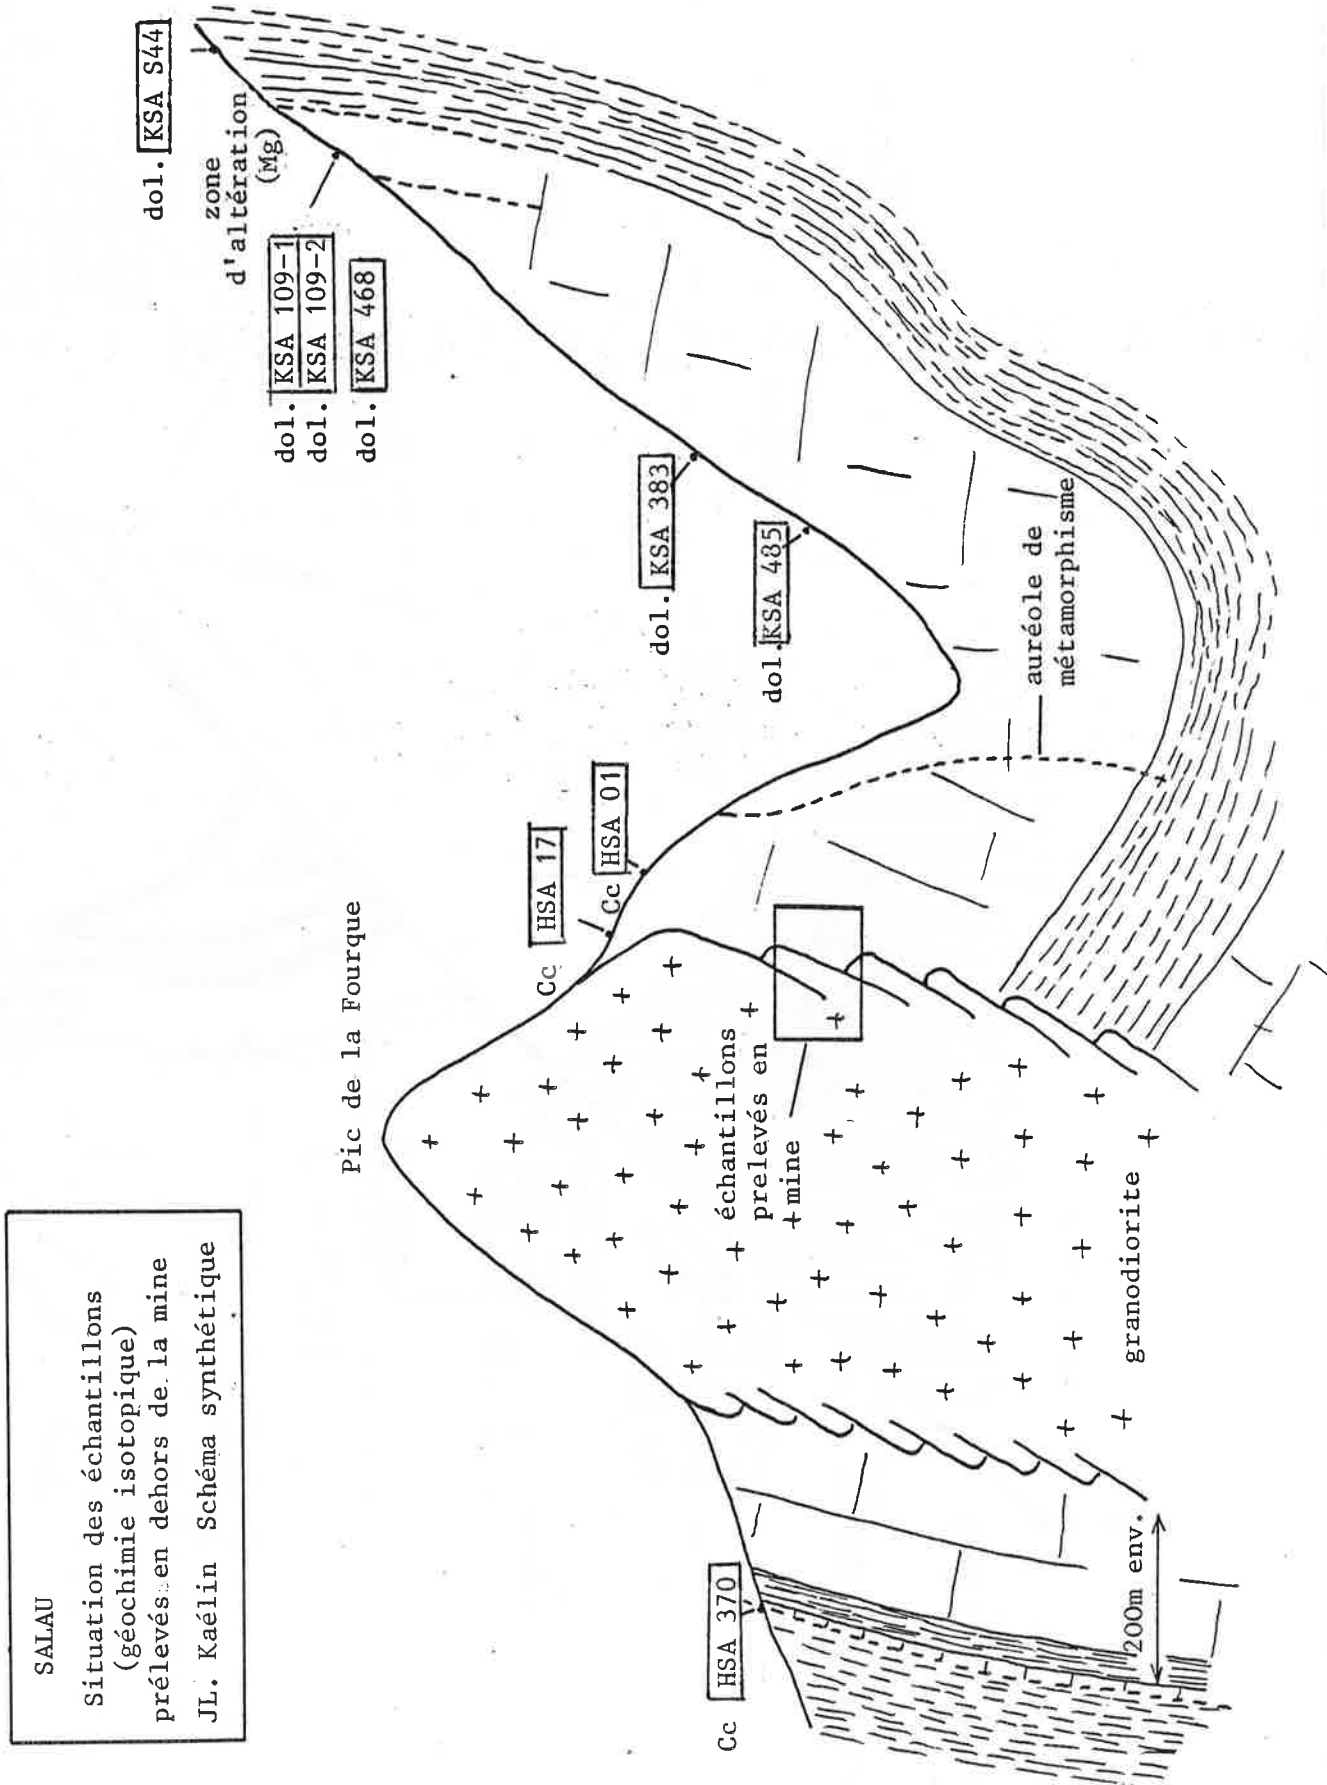 SALAU
Situation des échantillons
(géochimie isotopique)
prélevés en dehors de la mine
JL. Kaélin Schéma synthétique
Pic de la Fourque
Cc HSA 370
200m env.
granodiorite
échantillons
prelevés en
mine
Cc HSA 17
Cc HSA 01
auréole de
métamorphisme
dol. KSA 485
dol. KSA 383
dol. KSA 109-1
dol. KSA 109-2
dol. KSA 468
zone
d'altération
(Mg)
dol. KSA S44